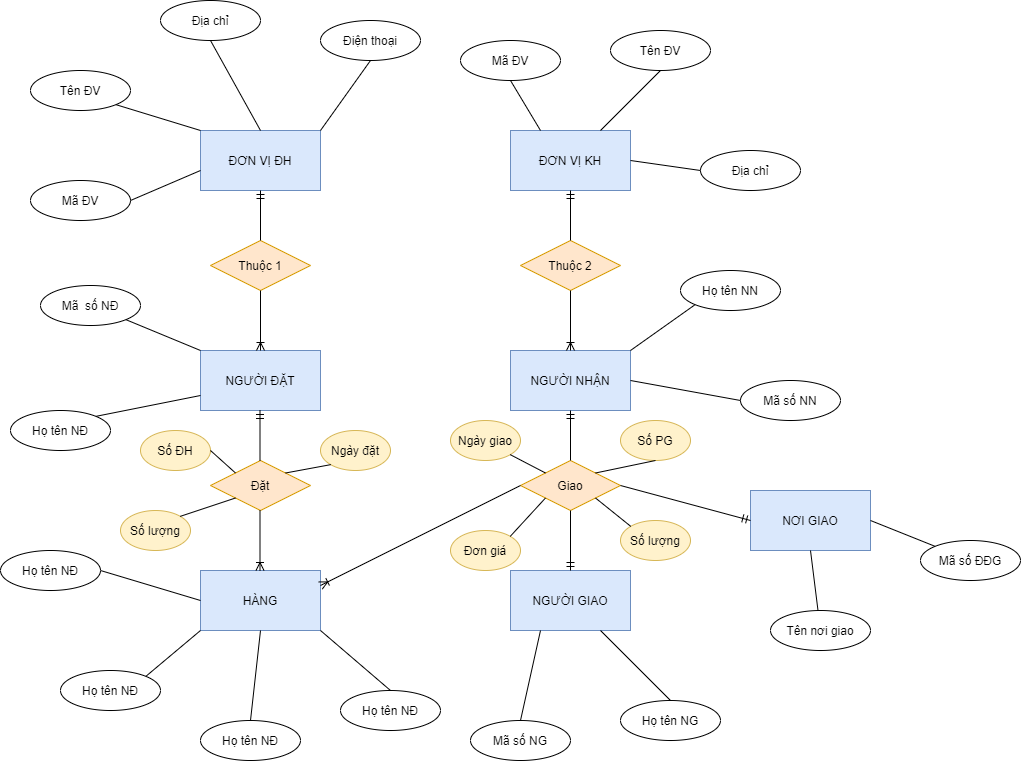 Địa chỉ
Điện thoại
Tên ĐV
Mã ĐV
Tên ĐV
Mã ĐV
ĐƠN VỊ ĐH
ĐƠN VỊ KH
Địa chỉ
Thuộc 1
Thuộc 2
Mã  số NĐ
Họ tên NN
NGƯỜI ĐẶT
NGƯỜI NHẬN
Mã số NN
Họ tên NĐ
Số ĐH
Ngày đặt
Ngày giao
Số PG
Đặt
Giao
Số lượng
Đơn giá
Số lượng
NƠI GIAO
Mã số ĐĐG
Họ tên NĐ
HÀNG
NGƯỜI GIAO
Tên nơi giao
Họ tên NĐ
Họ tên NĐ
Họ tên NĐ
Mã số NG
Họ tên NG